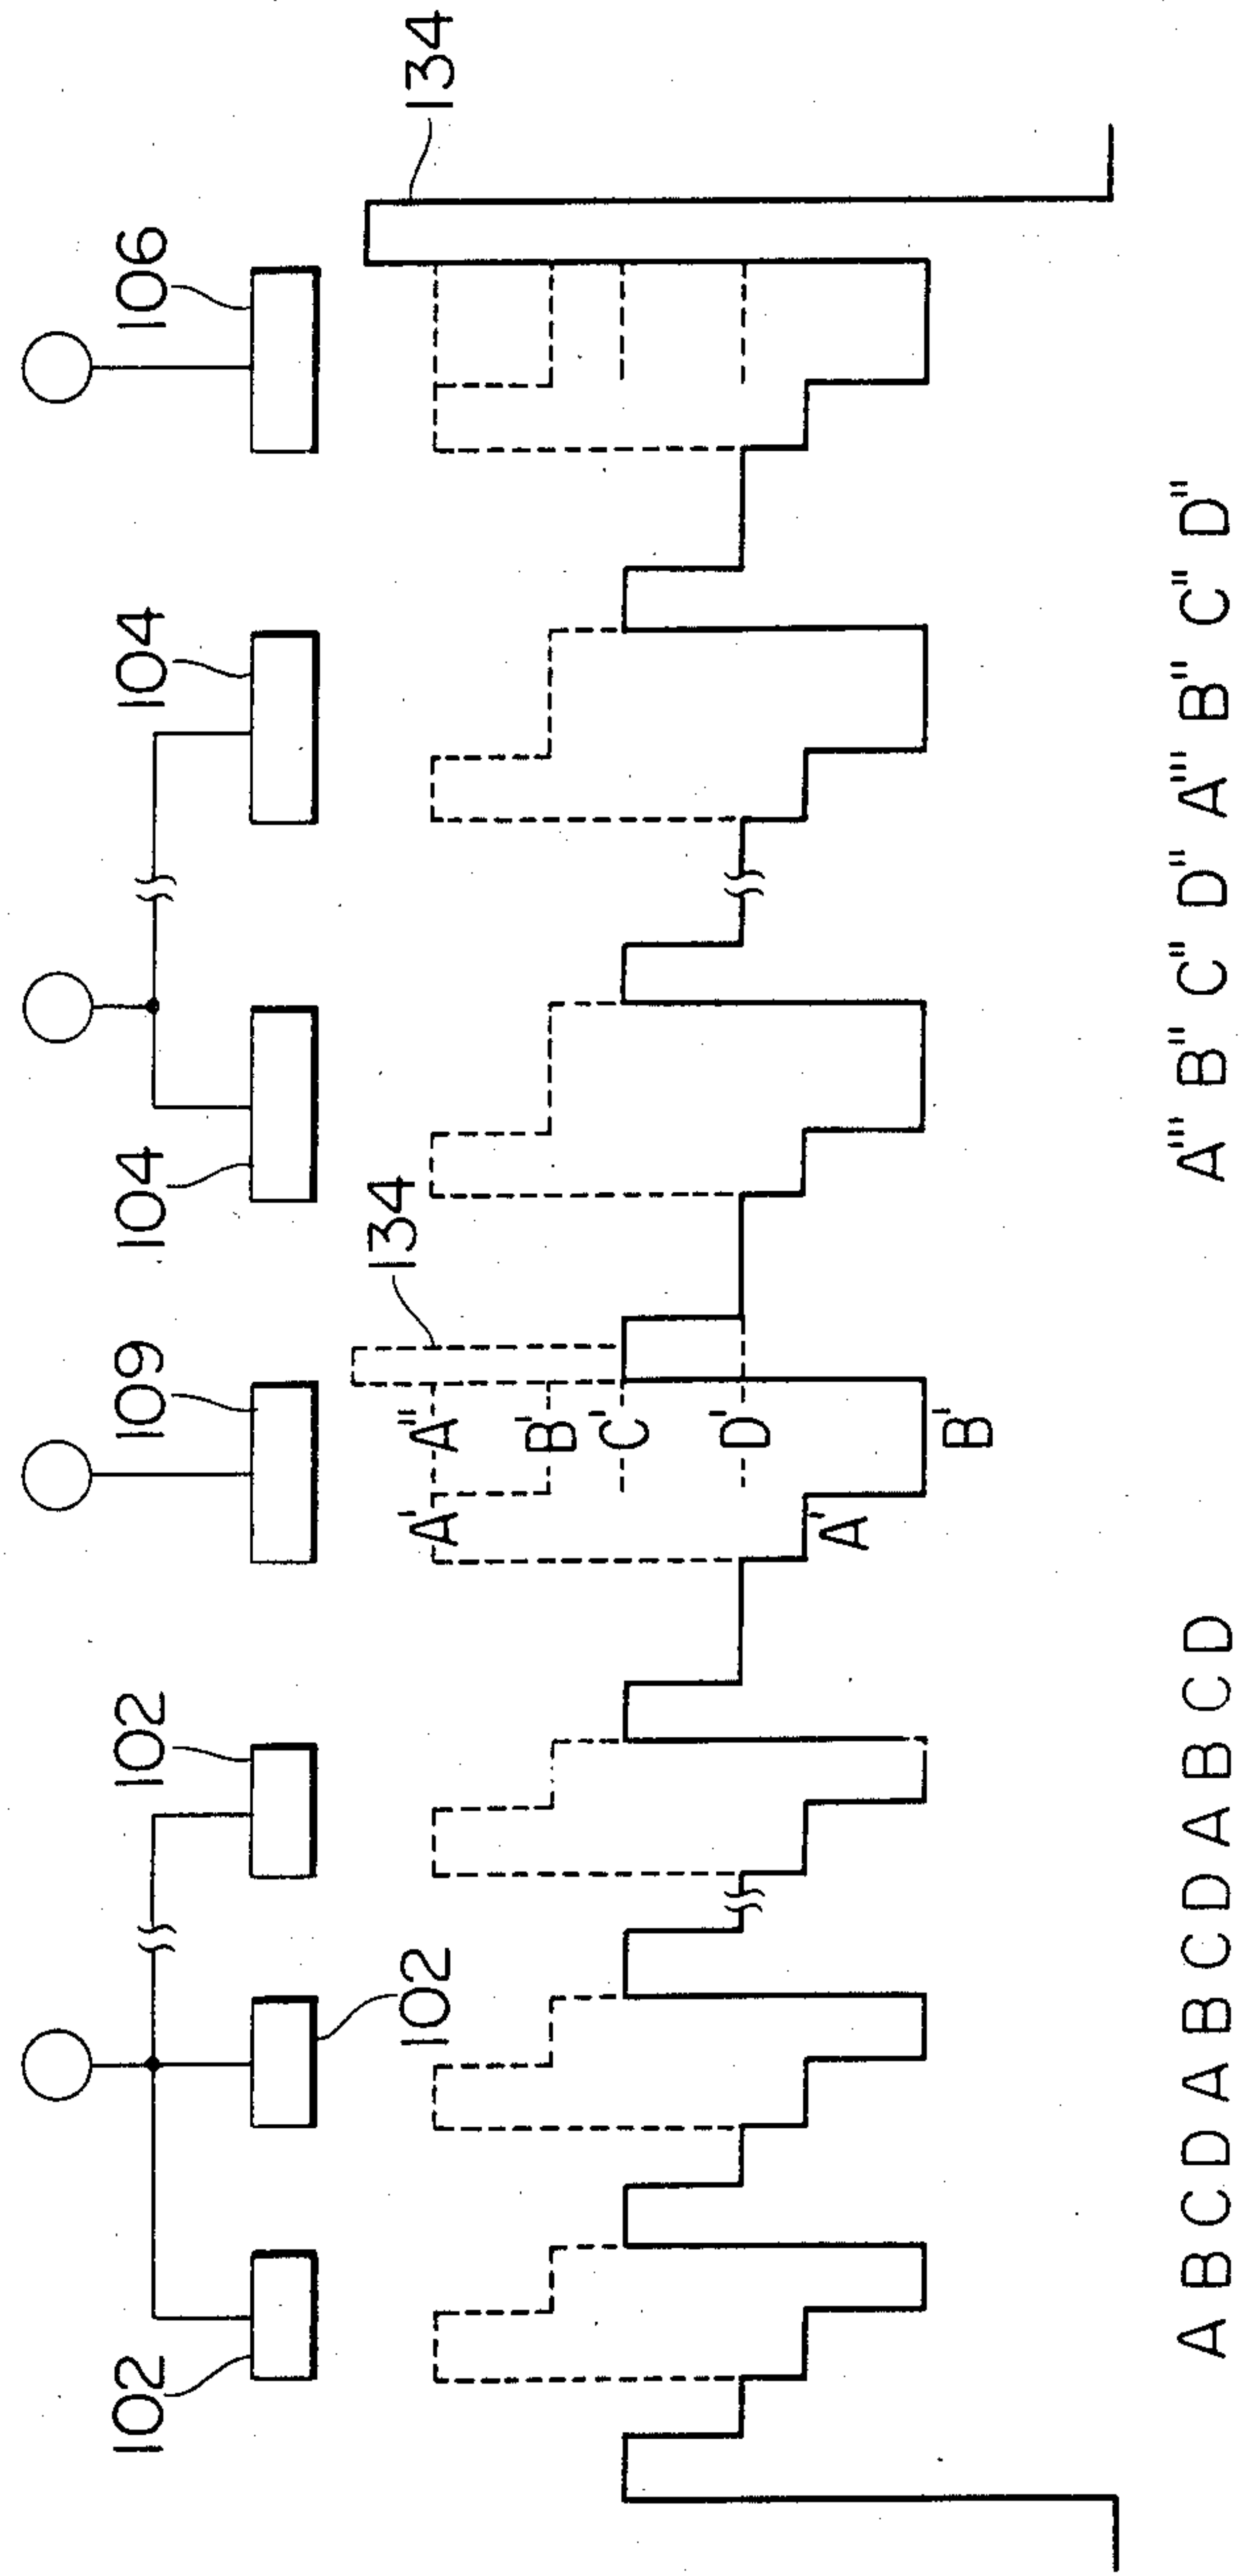 102 102 109 104 104 106
102 134 134
A' A"
B'
C'
D'
A'
B'
A B C D A B C D A B C D A''' B" C" D" A''' B" C" D"